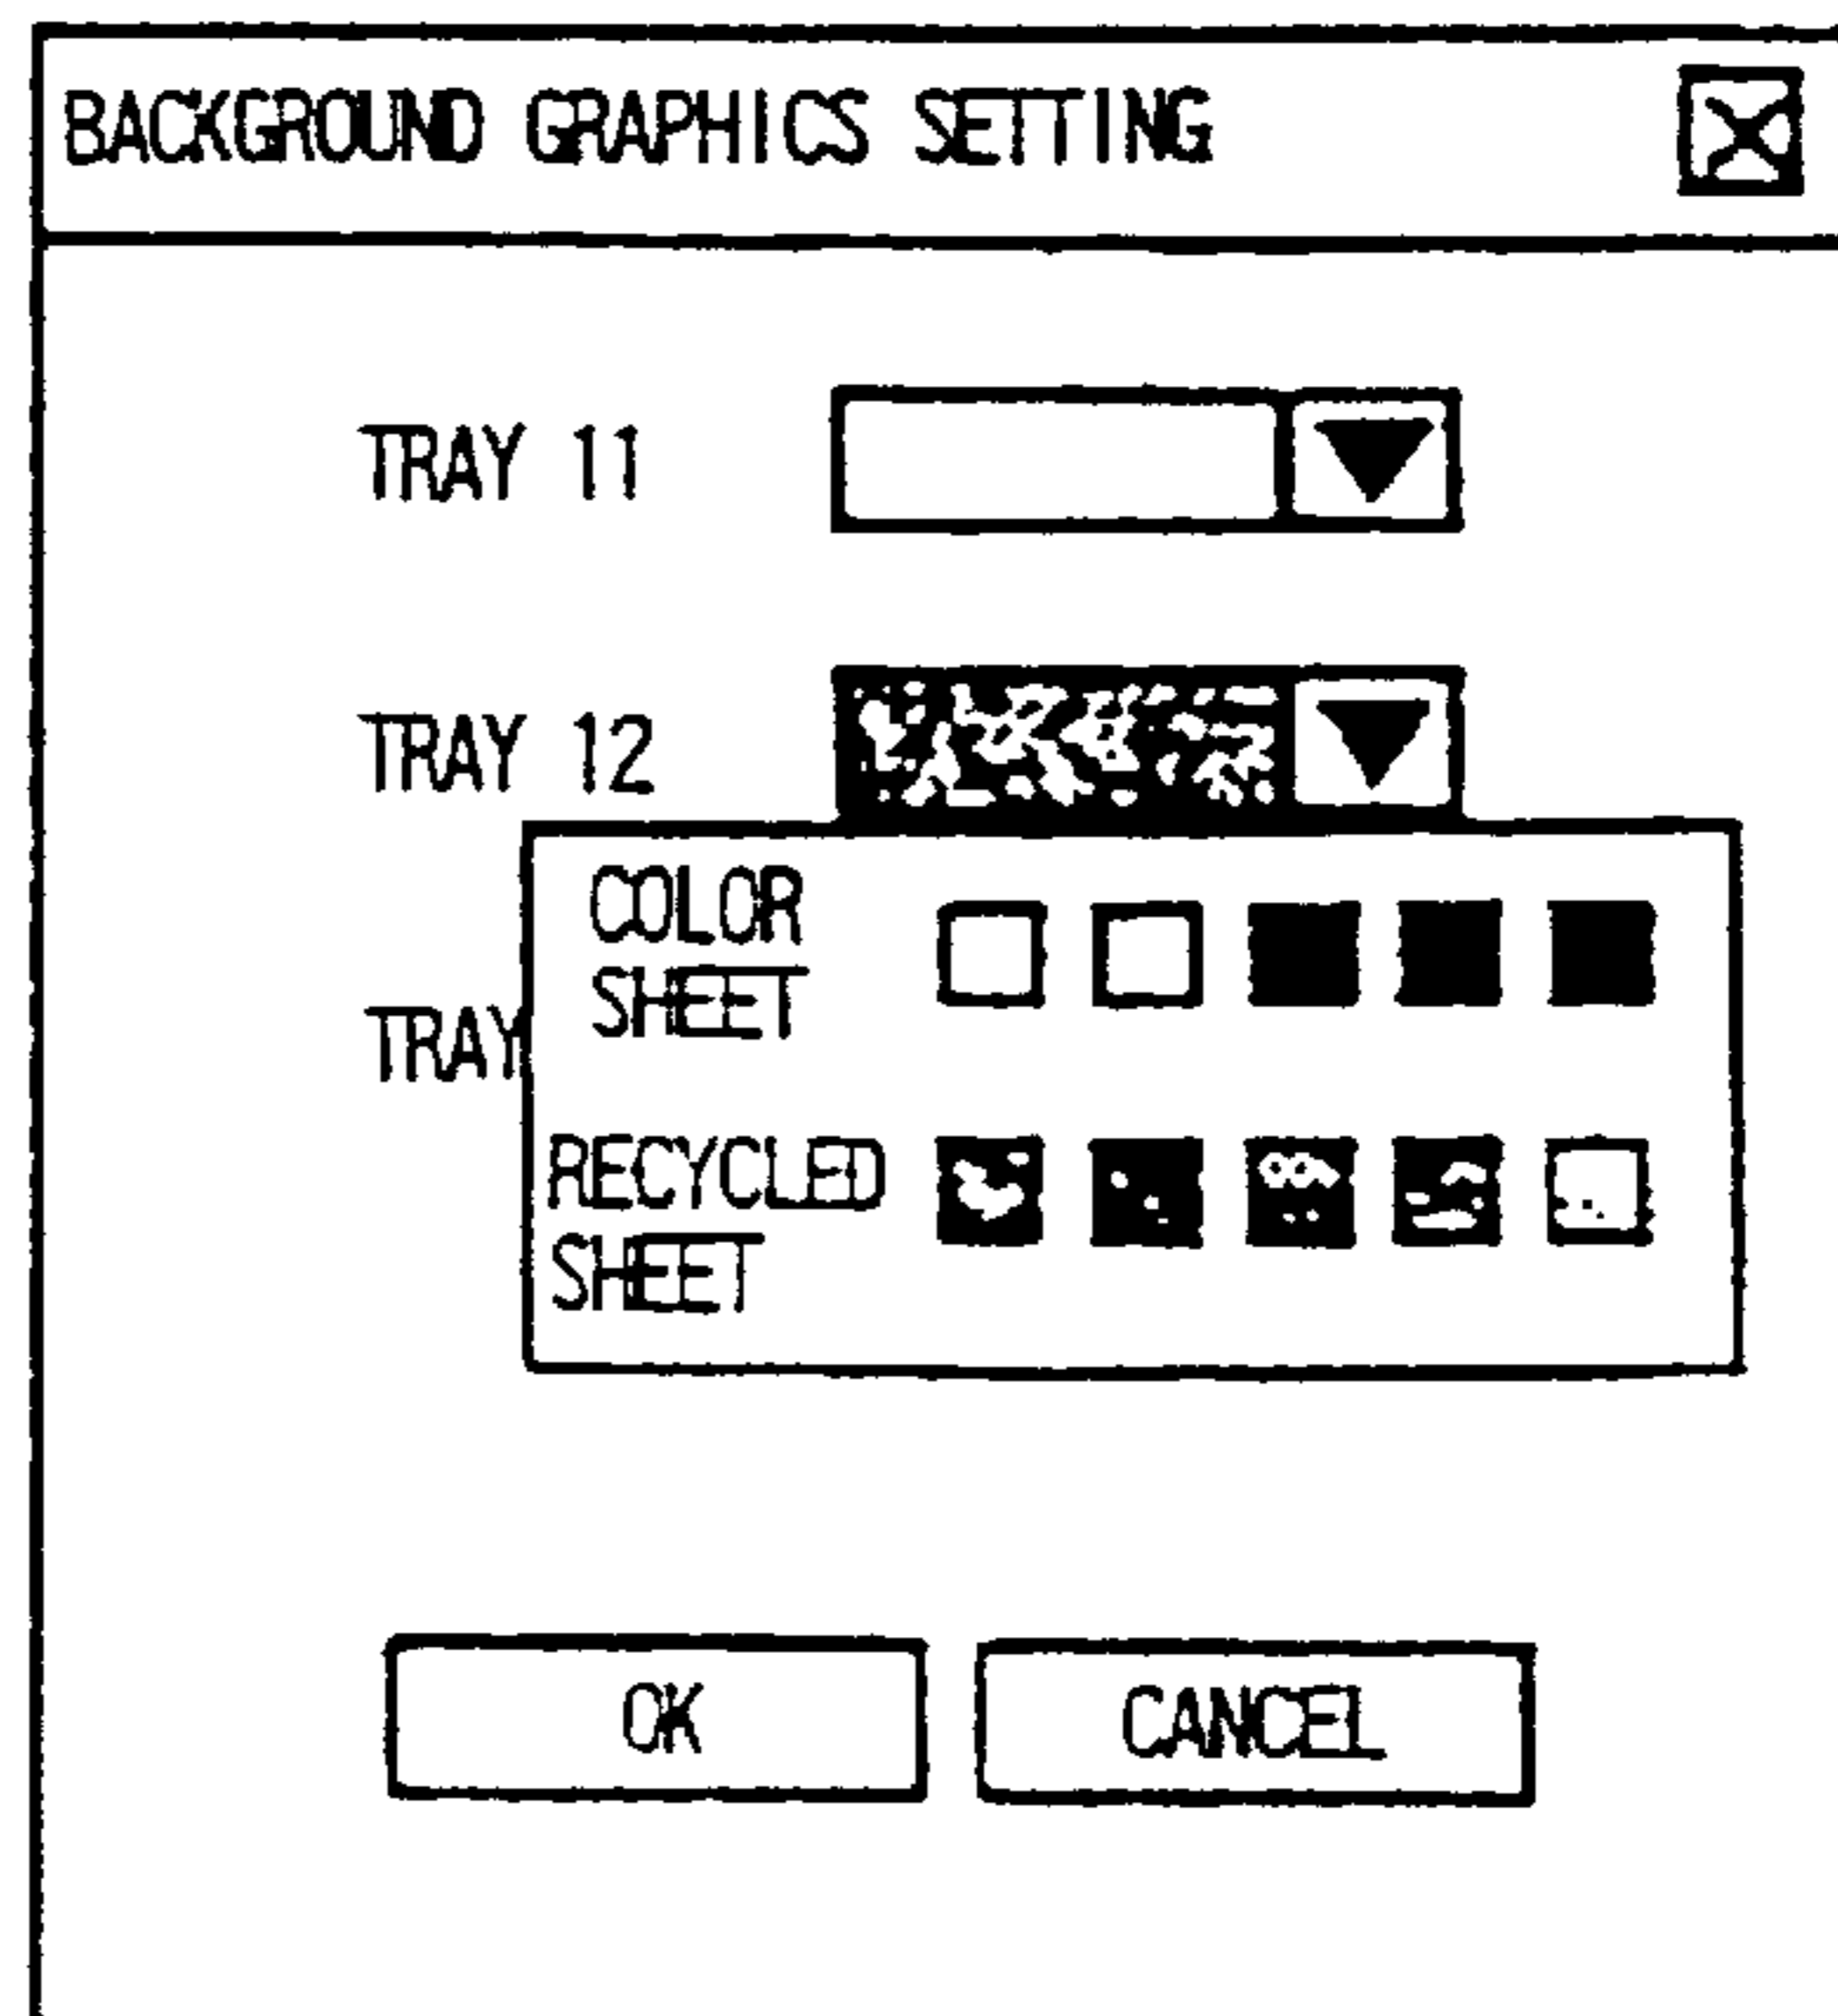 BACKGROUND GRAPHICS SETTING
TRAY 11
TRAY 12
COLOR
SHEET
TRAY
RECYCLED
SHEET
OK
CANCEL